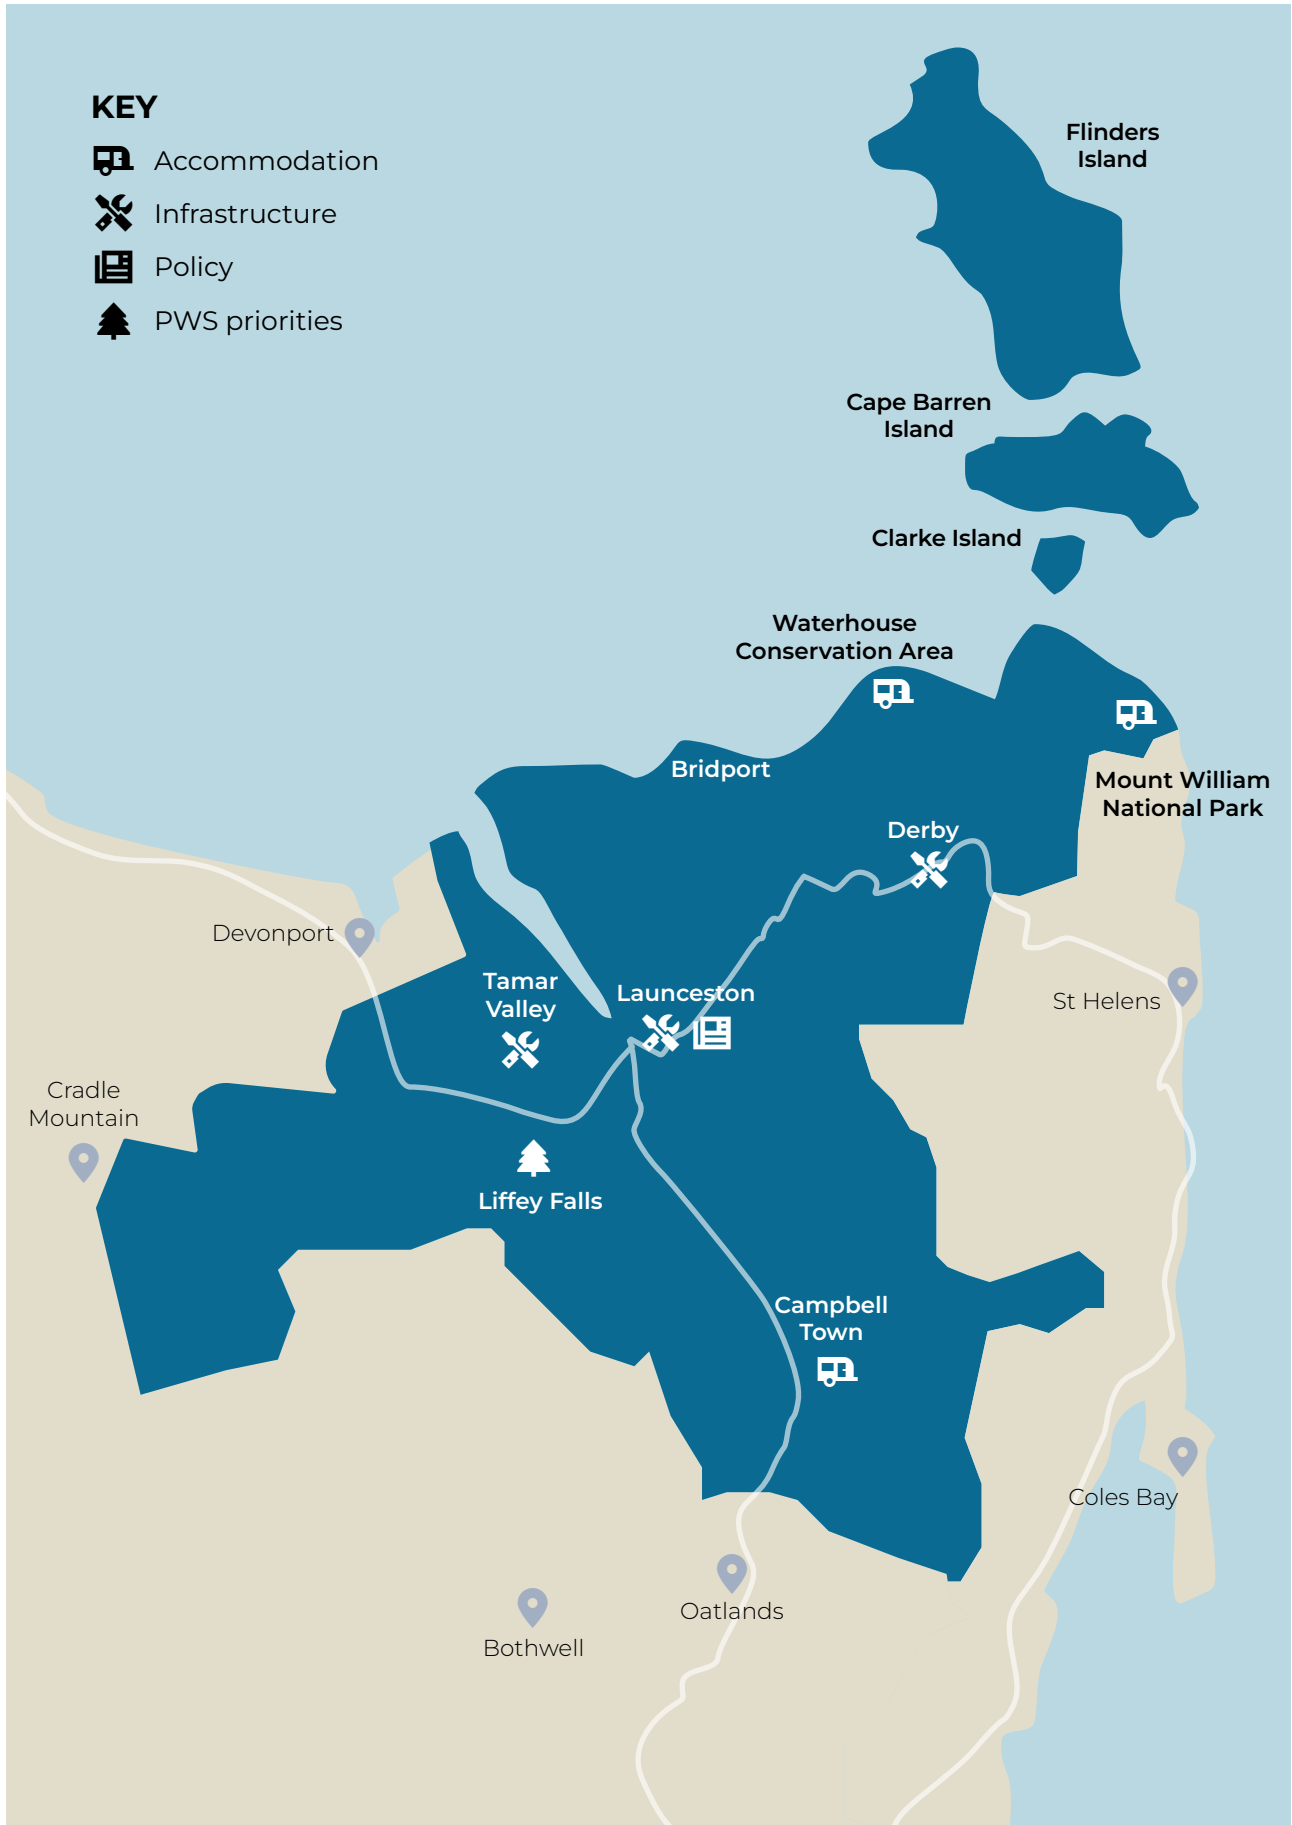 KEY
Accommodation
Infrastructure
Policy
PWS priorities
Flinders
Island
Cape Barren
Island
Clarke Island
Waterhouse
Conservation Area
Bridport
Mount William
National Park
Derby
Devonport
Tamar
Valley
Launceston
St Helens
Cradle
Mountain
Liffey Falls
Campbell
Town
Coles Bay
Oatlands
Bothwell